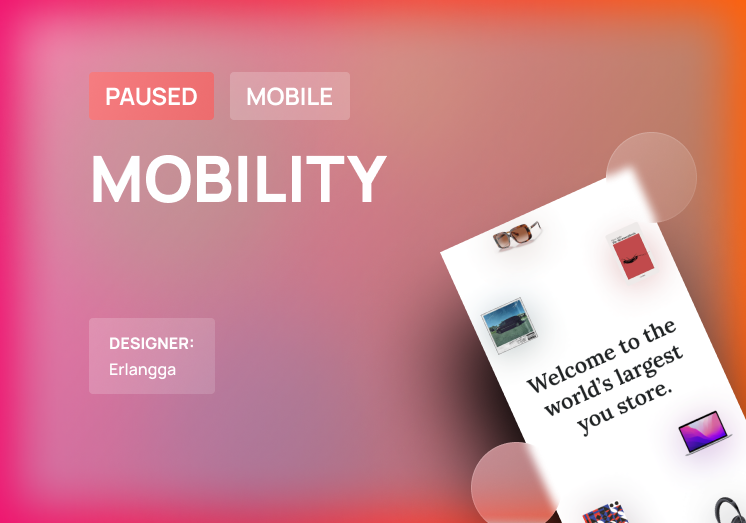 PAUSED
MOBILE
MOBILITY
DESIGNER:
Erlangga
Welcome to the
world's largest
you store.